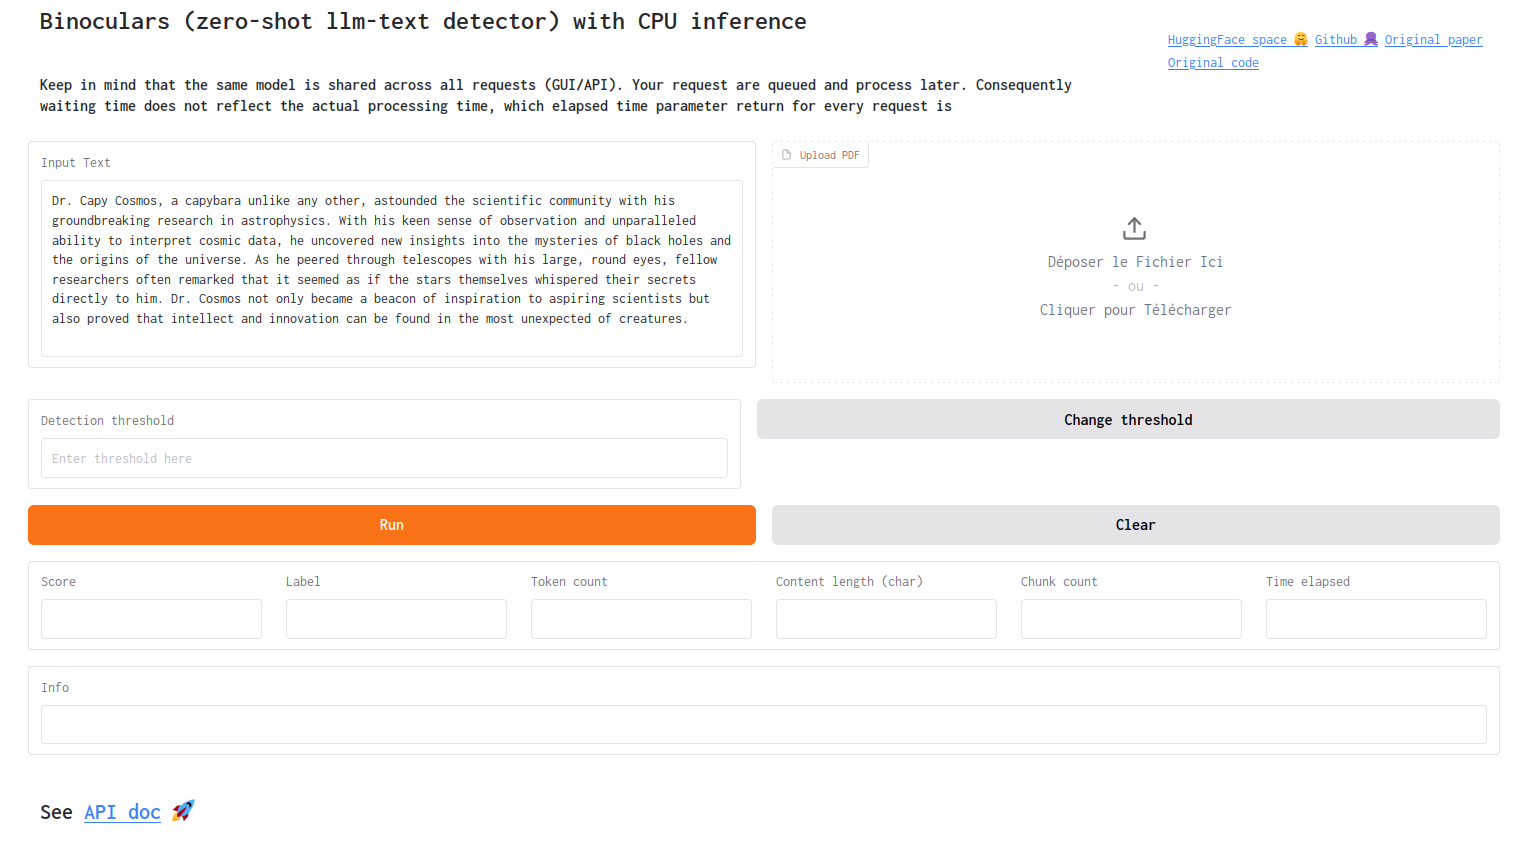 Binoculars (zero-shot llm-text detector) with CPU inference
HuggingFace space 🤗 Github 🐙 Original paper
Original code
Keep in mind that the same model is shared across all requests (GUI/API). Your request are queued and process later. Consequently
waiting time does not reflect the actual processing time, which elapsed time parameter return for every request is
Input Text
Dr. Capy Cosmos, a capybara unlike any other, astounded the scientific community with his
groundbreaking research in astrophysics. With his keen sense of observation and unparalleled
ability to interpret cosmic data, he uncovered new insights into the mysteries of black holes and
the origins of the universe. As he peered through telescopes with his large, round eyes, fellow
researchers often remarked that it seemed as if the stars themselves whispered their secrets
directly to him. Dr. Cosmos not only became a beacon of inspiration to aspiring scientists but
also proved that intellect and innovation can be found in the most unexpected of creatures.
Upload PDF
Déposer le Fichier Ici
- ou -
Cliquer pour Télécharger
Detection threshold
Enter threshold here
Change threshold
Run
Clear
Score
Label
Token count
Content length (char)
Chunk count
Time elapsed
Info
See API doc 🚀